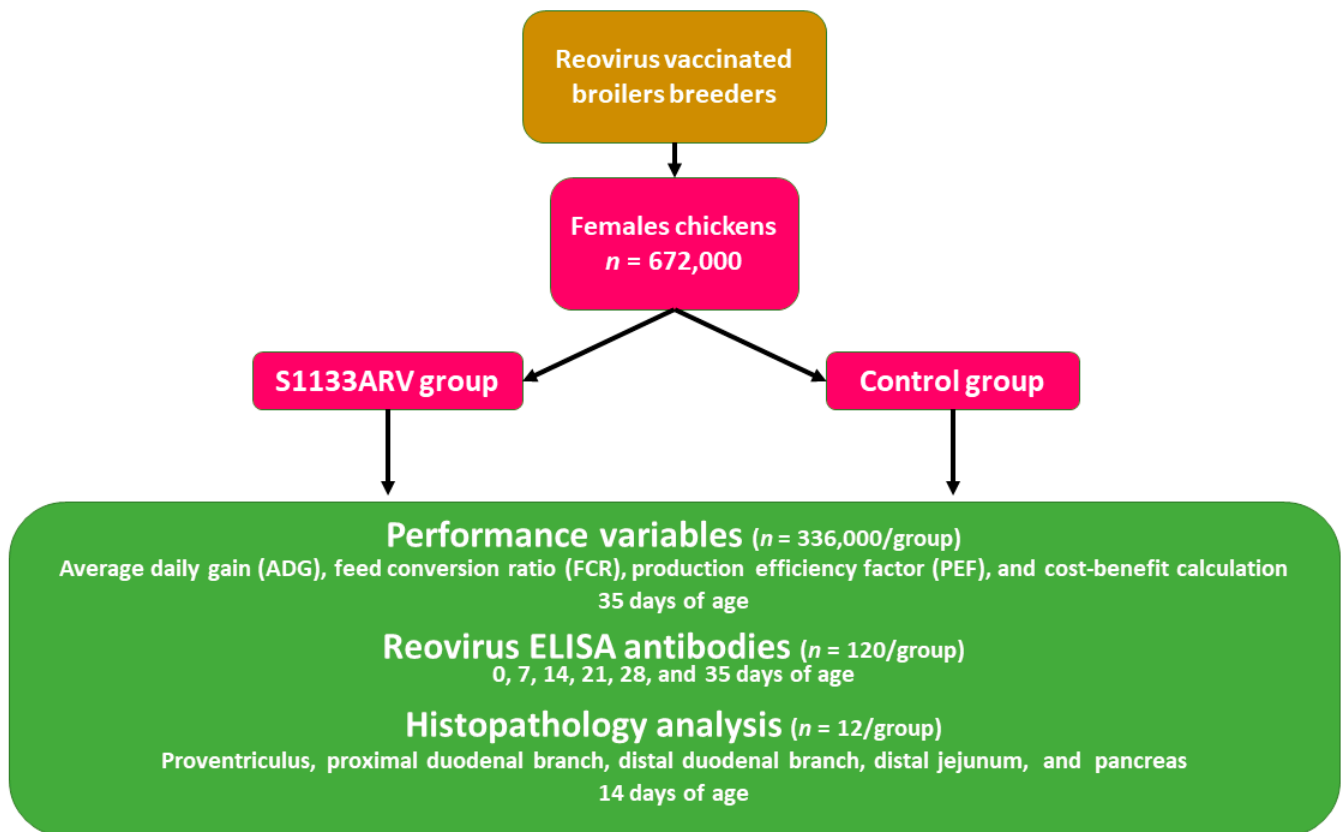 Reovirus vaccinated
broilers breeders
Females chickens
n = 672,000
S1133ARV group
Control group
Performance variables (n = 336,000/group)
Average daily gain (ADG), feed conversion ratio (FCR), production efficiency factor (PEF), and cost-benefit calculation
35 days of age
Reovirus ELISA antibodies (n = 120/group)
0, 7, 14, 21, 28, and 35 days of age
Histopathology analysis (n = 12/group)
Proventriculus, proximal duodenal branch, distal duodenal branch, distal jejunum, and pancreas
14 days of age